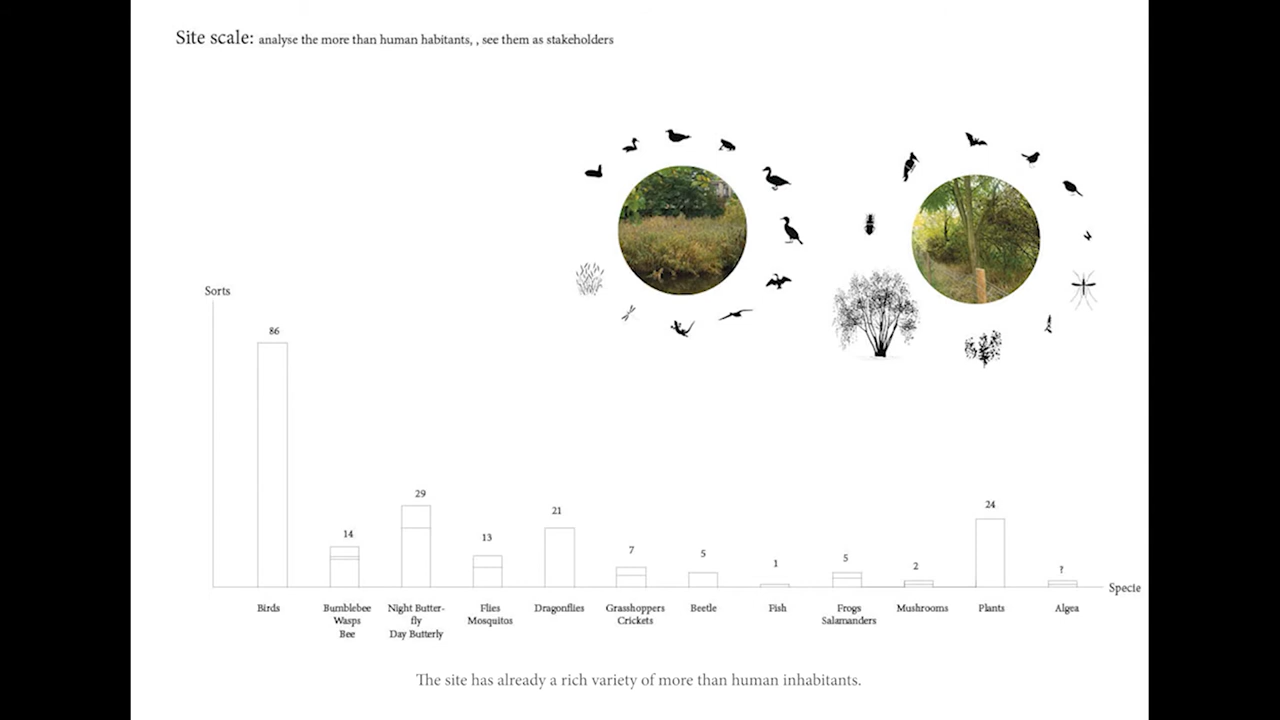 Site scale: analyse the more than human habitants, , see them as stakeholders
Sorts
86
14
29
13
21
7
5
1
5
2
24
?
Specte
Birds
Bumblebee
Wasps
Bee
Night Butter-
fly
Day Butterly
Flies
Mosquitos
Dragonflies
Grasshoppers
Crickets
Beetle
Fish
Frogs
Salamanders
Mushrooms
Plants
Algea
The site has already a rich variety of more than human inhabitants.